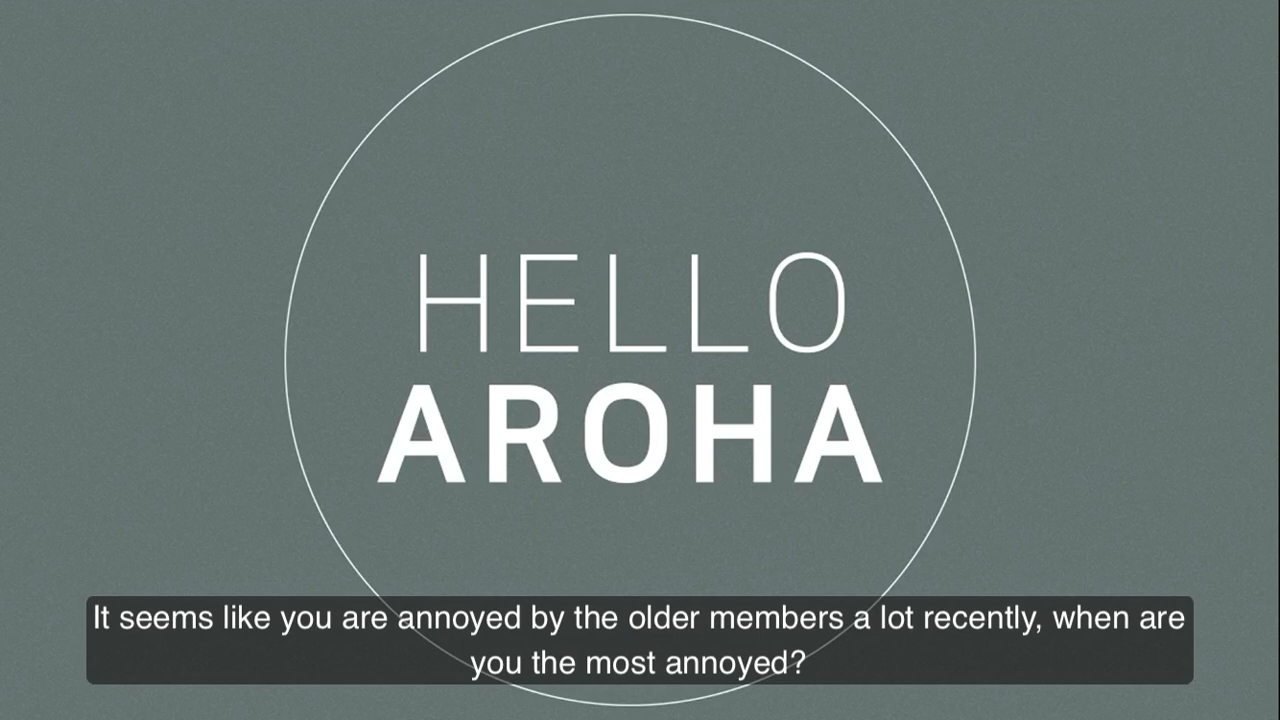 HELLO
AROHA
It seems like you are annoyed by the older members a lot recently, when are
you the most annoyed?